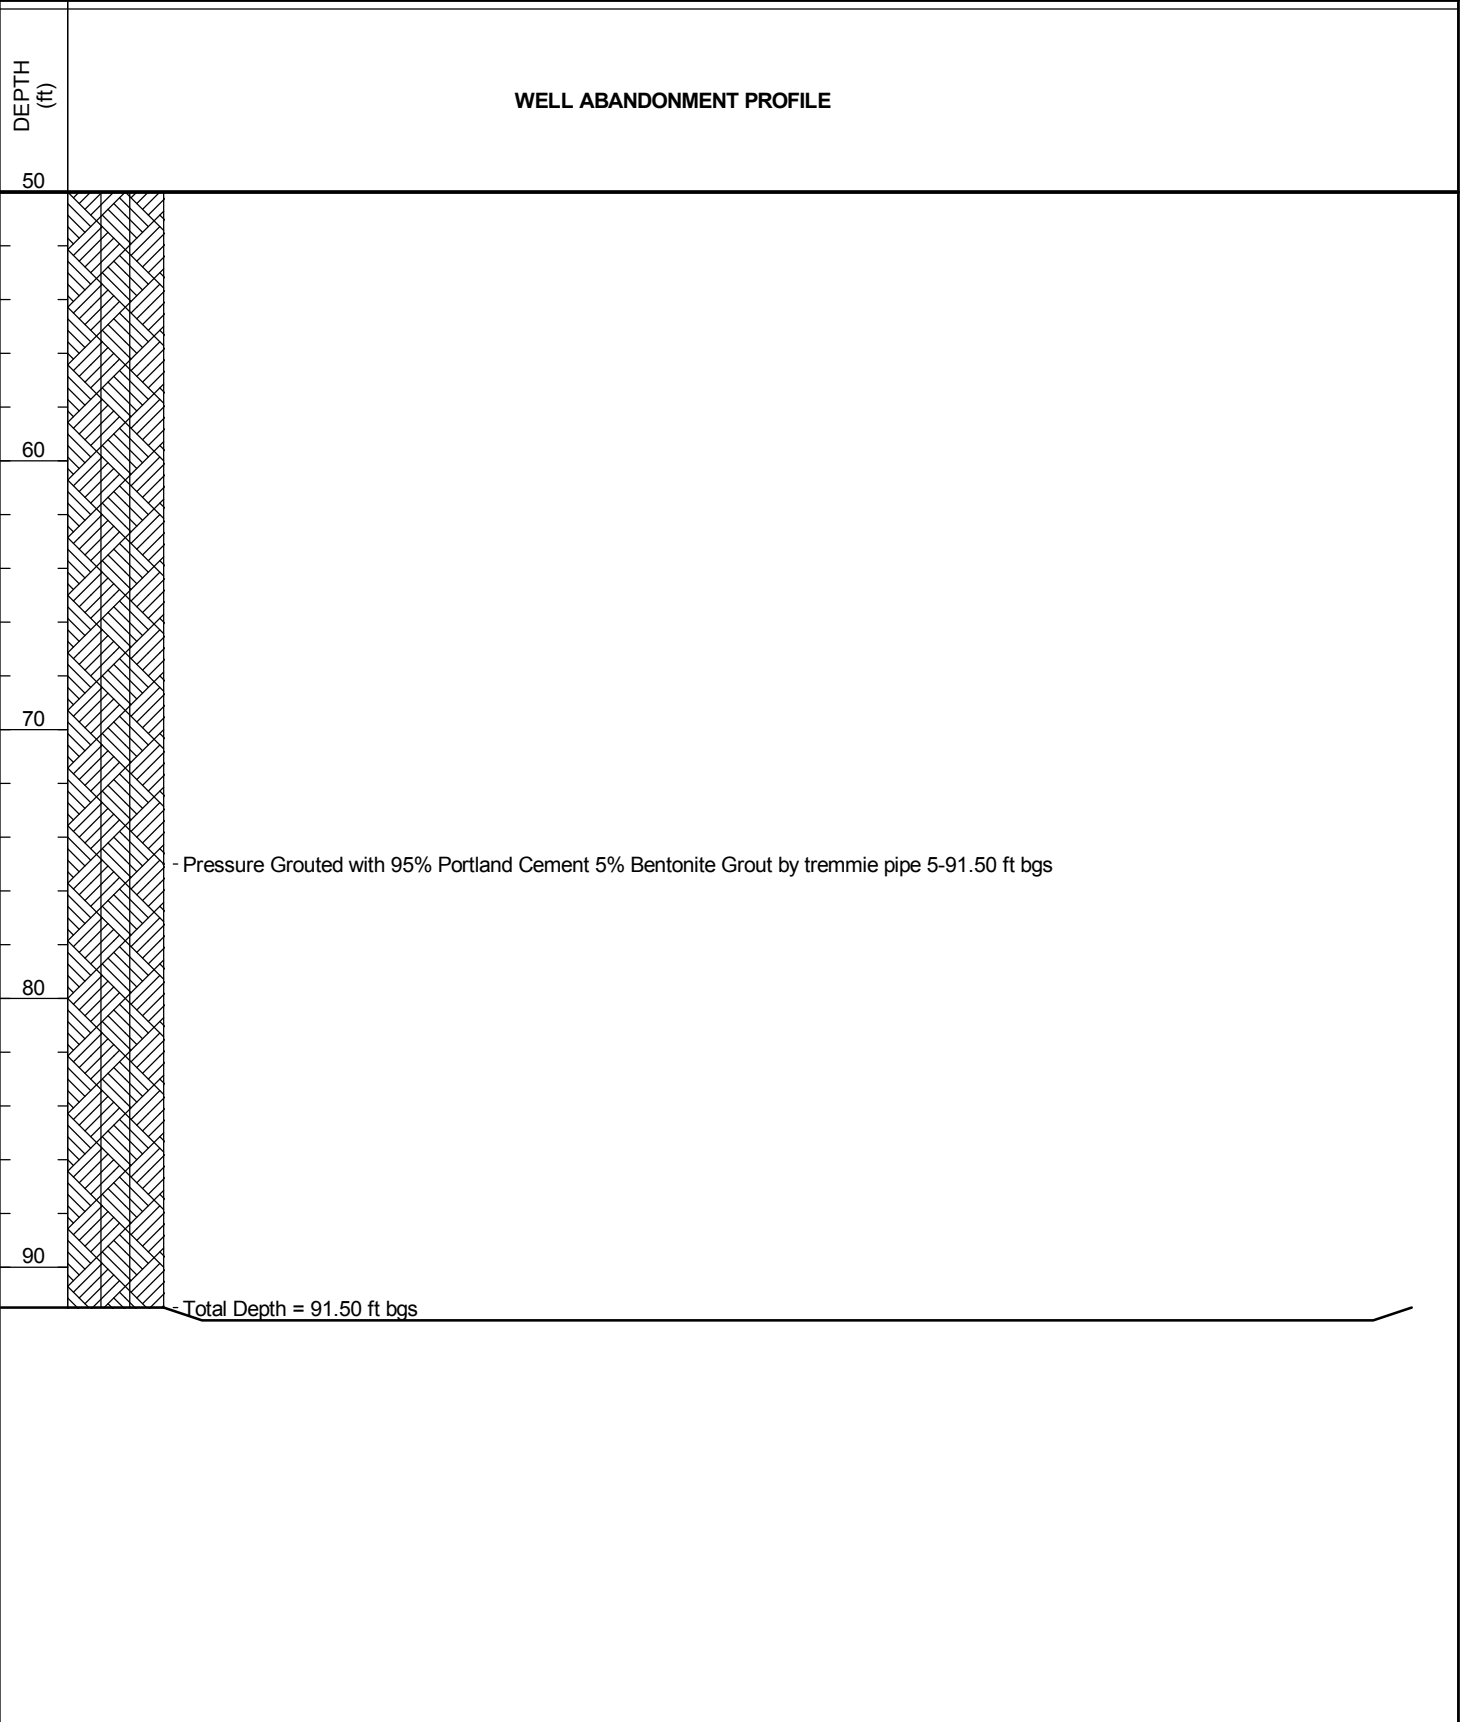 DEPTH
(ft)
WELL ABANDONMENT PROFILE
50
60
70
- Pressure Grouted with 95% Portland Cement 5% Bentonite Grout by tremmie pipe 5-91.50 ft bgs
80
90
- Total Depth = 91.50 ft bgs